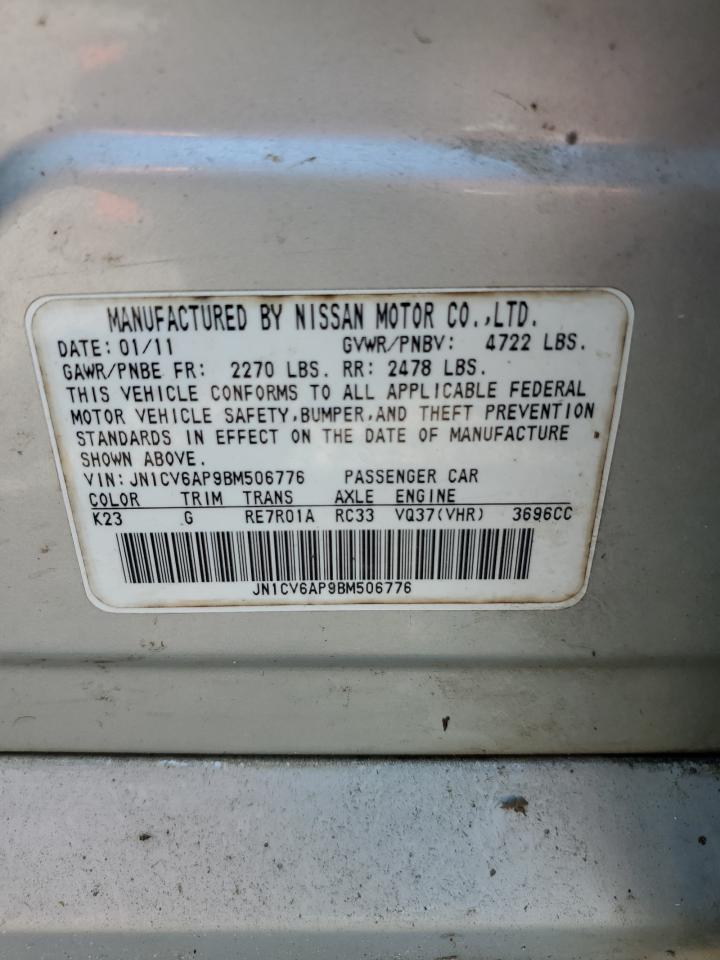 MANUFACTURED BY NISSAN MOTOR CO.,LTD.
DATE: 01/11 GVWR/PNBV: 4722 LBS.
GAWR/PNBE FR: 2270 LBS. RR: 2478 LBS.
THIS VEHICLE CONFORMS TO ALL APPLICABLE FEDERAL
MOTOR VEHICLE SAFETY,BUMPER,AND THEFT PREVENTION
STANDARDS IN EFFECT ON THE DATE OF MANUFACTURE
SHOWN ABOVE.
VIN: JN1CV6AP9BM506776 PASSENGER CAR
COLOR TRIM TRANS AXLE ENGINE
K23 G RE7R01A RC33 VQ37(VHR) 3696CC
JN1CV6AP9BM506776